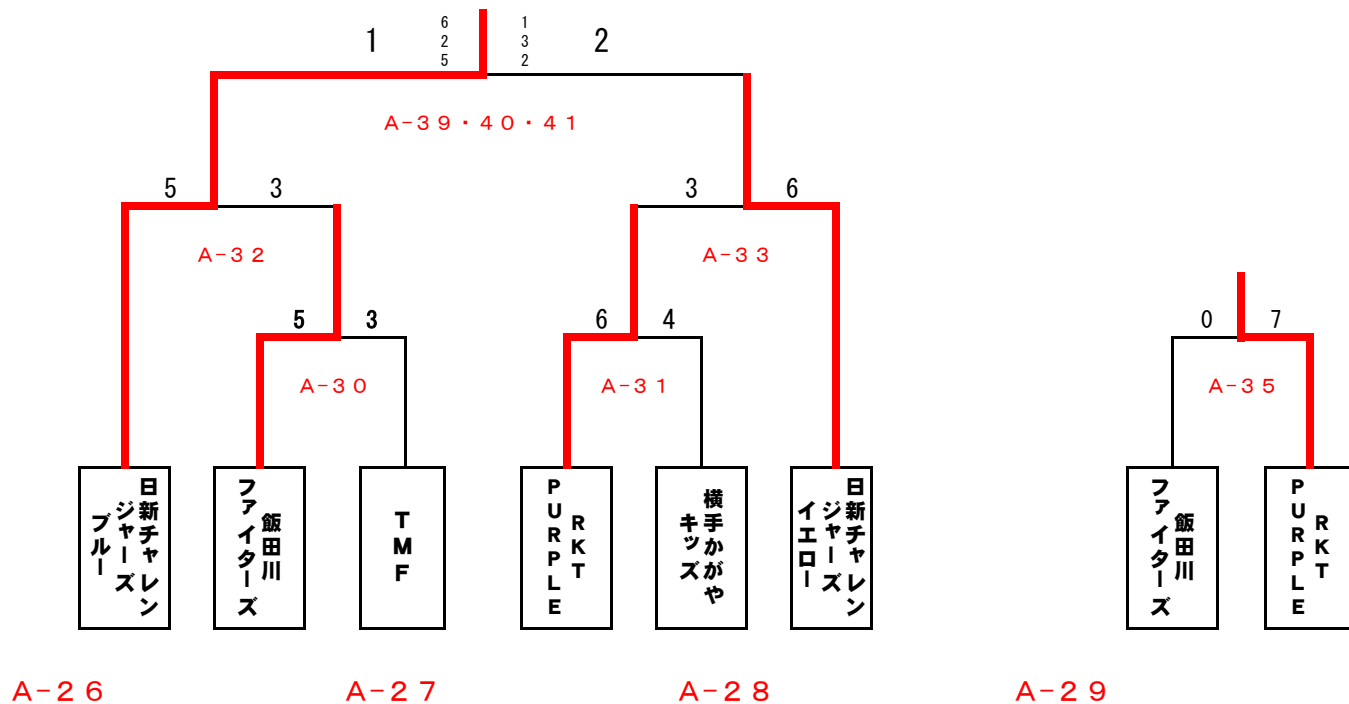 1
6
2
5
1
3
2
2
A-39・40・41
5
3
3
6
A-32
A-33
5
3
6
4
0
7
A-30
A-31
A-35
日新チャレン
ジャーズ
ブルー
飯田川
ファイターズ
TMF
RKT
PURPLE
横手かがや
キッズ
日新チャレン
ジャーズ
イエロー
飯田川
ファイターズ
RKT
PURPLE
A-26
A-27
A-28
A-29